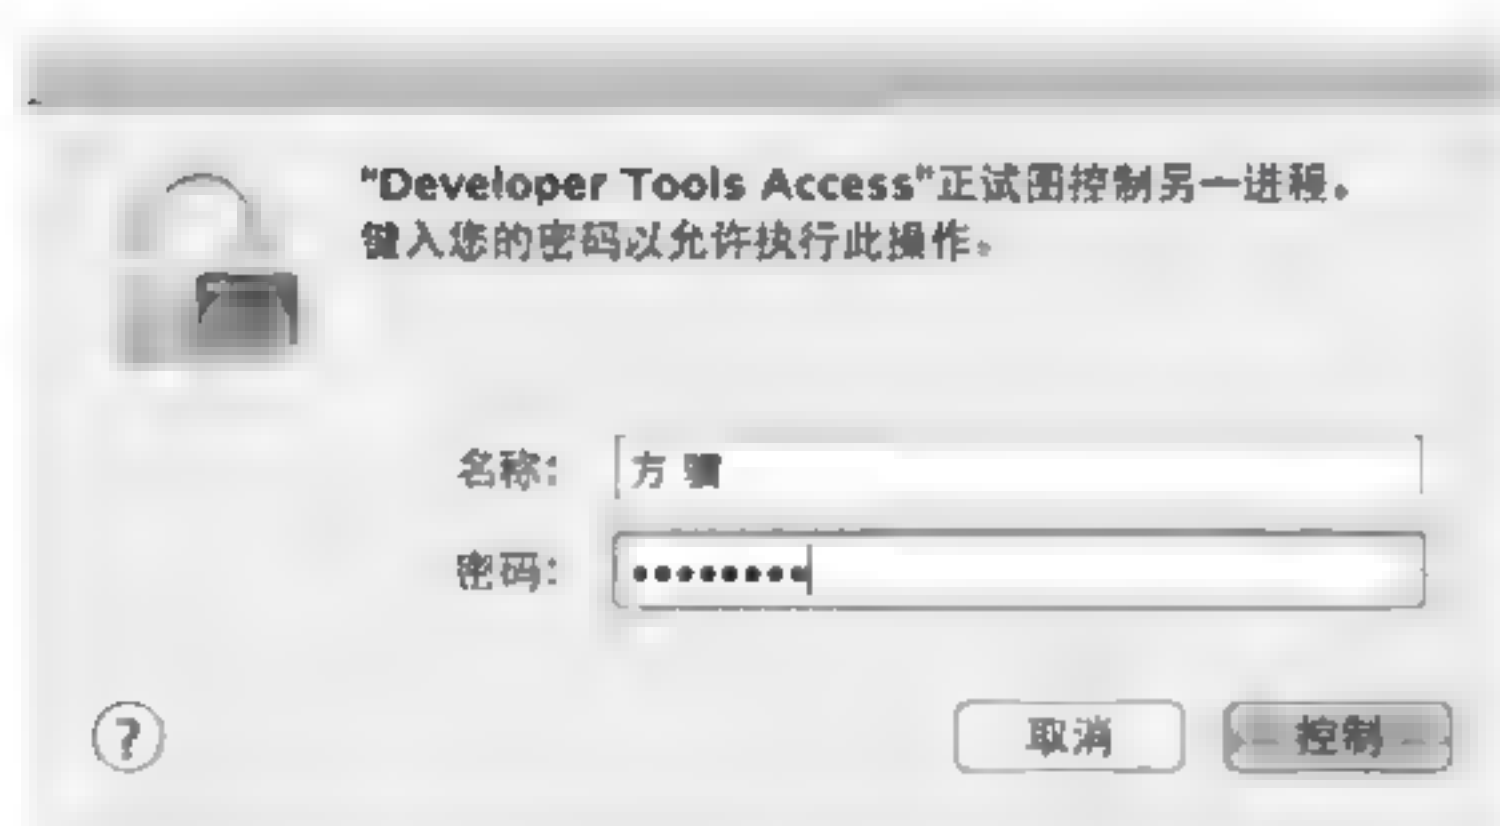 "Developer Tools Access"正试图控制另一进程。
键入您的密码以允许执行此操作。
名称：
方
密码：
••••••••
?
取消
控制